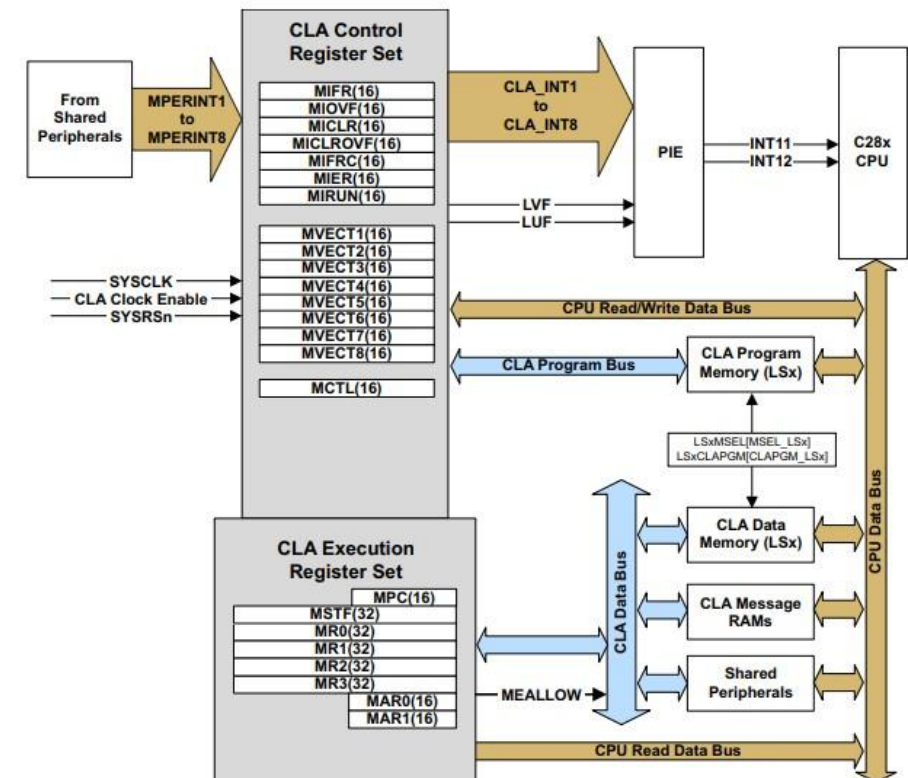 CLA Control
Register Set
From
Shared
Peripherals
MPERINT1
to
MPERINT8
MIFR(16)
MIOVF(16)
MICLR(16)
MICLROVF(16)
MIFRC(16)
MIER(16)
MIRUN(16)
CLA_INT1
to
CLA_INT8
PIE
INT11
INT12
C28x
CPU
LVF
LUF
SYSCLK
CLA Clock Enable
SYSRSn
MVECT1(16)
MVECT2(16)
MVECT3(16)
MVECT4(16)
MVECT5(16)
MVECT6(16)
MVECT7(16)
MVECT8(16)
MCTL(16)
CPU Read/Write Data Bus
CLA Program Bus
CLA Program
Memory (LSx)
LSxMSEL[MSEL_LSx]
LSxCLAPGM[CLAPGM_LSx]
CLA Data
Memory (LSx)
CLA Message
RAMs
Shared
Peripherals
CLA Data Bus
CPU Data Bus
CLA Execution
Register Set
MPC(16)
MSTF(32)
MR0(32)
MR1(32)
MR2(32)
MR3(32)
MAR0(16)
MAR1(16)
MEALLOW
CPU Read Data Bus